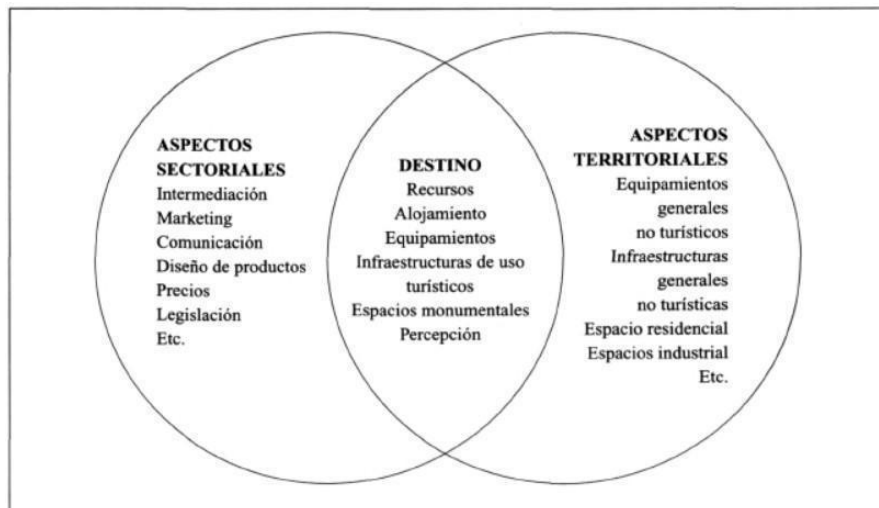 ASPECTOS
SECTORIALES
Intermediación
Marketing
Comunicación
Diseño de productos
Precios
Legislación
Etc.
DESTINO
Recursos
Alojamiento
Equipamientos
Infraestructuras de uso
turísticos
Espacios monumentales
Percepción
ASPECTOS
TERRITORIALES
Equipamientos
generales
no turísticos
Infraestructuras
generales
no turísticas
Espacio residencial
Espacios industrial
Etc.